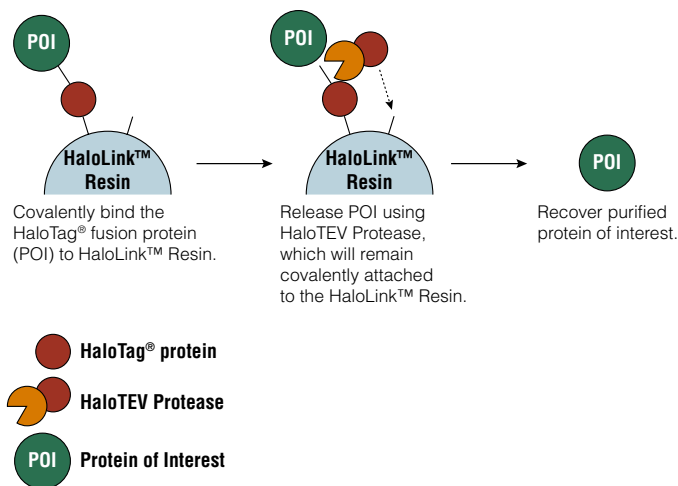 POI
HaloLink™
Resin
Covalently bind the
HaloTag® fusion protein
(POI) to HaloLink™ Resin.
POI
HaloLink™
Resin
Release POI using
HaloTEV Protease,
which will remain
covalently attached
to the HaloLink™ Resin.
POI
Recover purified
protein of interest.
HaloTag® protein
HaloTEV Protease
POI
Protein of Interest